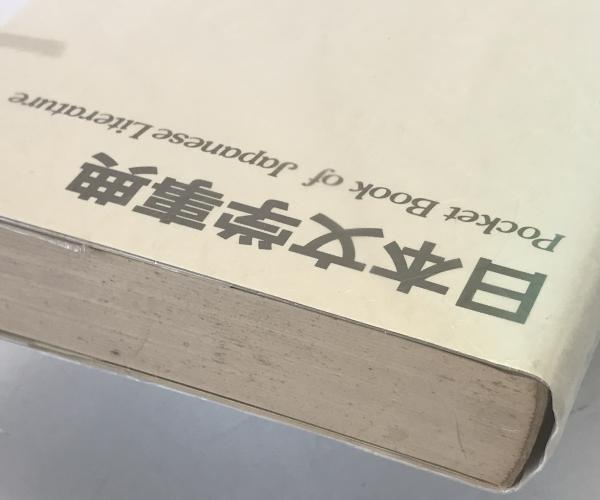 日本文学事典
Pocket Book of Japanese Literature